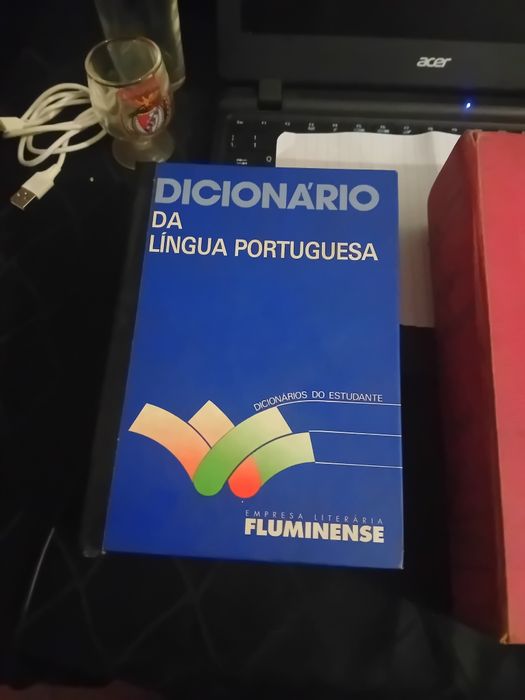 acer
DICIONÁRIO
DA
LÍNGUA PORTUGUESA
DICIONÁRIOS DO ESTUDANTE
EMPRESA LITERÁRIA
FLUMINENSE